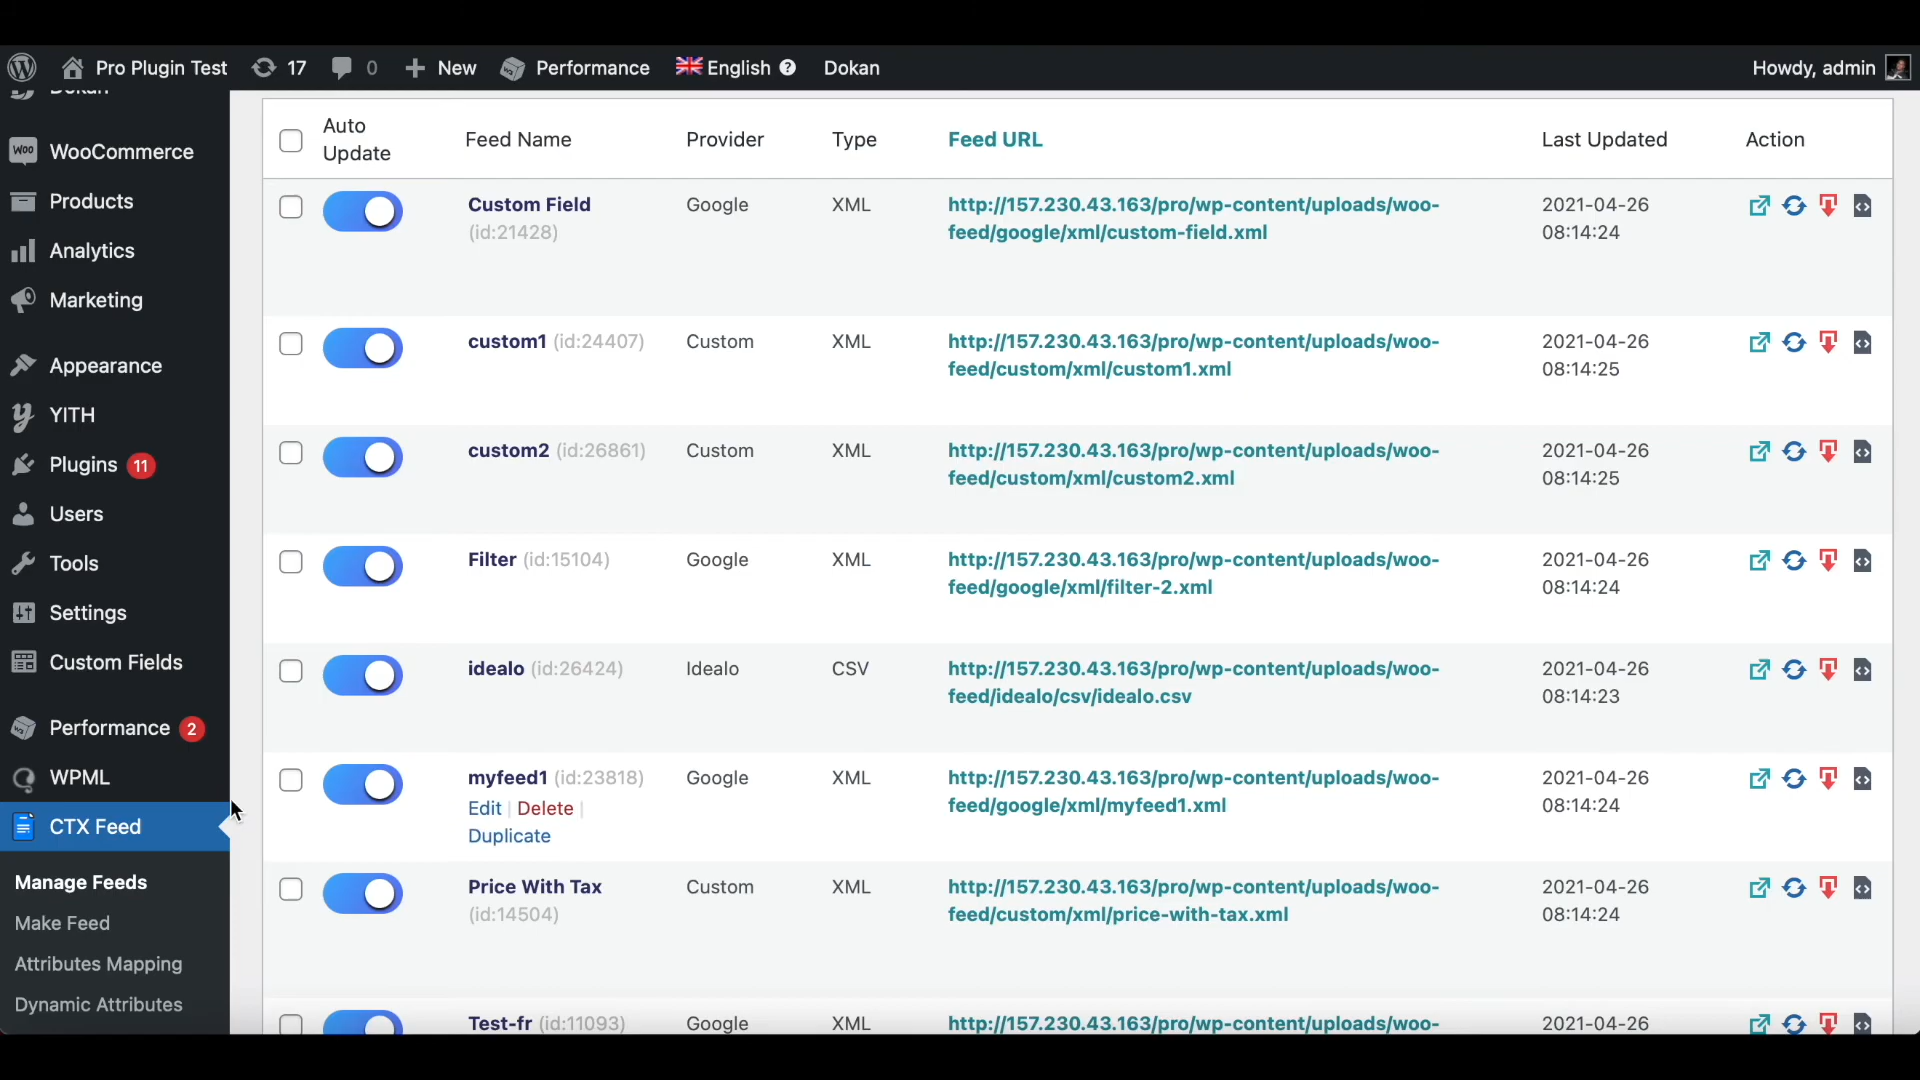 Pro Plugin Test 17 0 New Performance English ? Dokan Howdy, admin
Dokan
WooCommerce
Products
Analytics
Marketing
Appearance
YITH
Plugins 11
Users
Tools
Settings
Custom Fields
Performance 2
WPML
CTX Feed
Manage Feeds
Make Feed
Attributes Mapping
Dynamic Attributes
Auto
Update
Feed Name
Provider
Type
Feed URL
Last Updated
Action
Custom Field
(id:21428)
Google
XML
http://157.230.43.163/pro/wp-content/uploads/woo-
feed/google/xml/custom-field.xml
2021-04-26
08:14:24
custom1 (id:24407)
Custom
XML
http://157.230.43.163/pro/wp-content/uploads/woo-
feed/custom/xml/custom1.xml
2021-04-26
08:14:25
custom2 (id:26861)
Custom
XML
http://157.230.43.163/pro/wp-content/uploads/woo-
feed/custom/xml/custom2.xml
2021-04-26
08:14:25
Filter (id:15104)
Google
XML
http://157.230.43.163/pro/wp-content/uploads/woo-
feed/google/xml/filter-2.xml
2021-04-26
08:14:24
idealo (id:26424)
Idealo
CSV
http://157.230.43.163/pro/wp-content/uploads/woo-
feed/idealo/csv/idealo.csv
2021-04-26
08:14:23
myfeed1 (id:23818)
Edit | Delete |
Duplicate
Google
XML
http://157.230.43.163/pro/wp-content/uploads/woo-
feed/google/xml/myfeed1.xml
2021-04-26
08:14:24
Price With Tax
(id:14504)
Custom
XML
http://157.230.43.163/pro/wp-content/uploads/woo-
feed/custom/xml/price-with-tax.xml
2021-04-26
08:14:24
Test-fr (id:11093)
Google
XML
http://157.230.43.163/pro/wp-content/uploads/woo-
2021-04-26